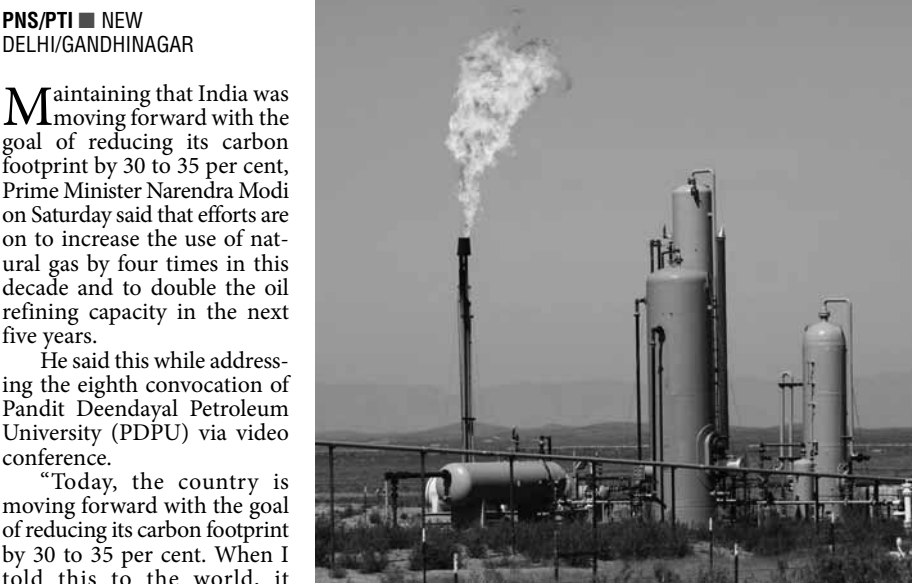 PNS/PTI ■ NEW
DELHI/GANDHINAGAR
Maintaining that India was
moving forward with the
goal of reducing its carbon
footprint by 30 to 35 per cent,
Prime Minister Narendra Modi
on Saturday said that efforts are
on to increase the use of nat-
ural gas by four times in this
decade and to double the oil
refining capacity in the next
five years.
He said this while address-
ing the eighth convocation of
Pandit Deendayal Petroleum
University (PDPU) via video
conference.
“Today, the country is
moving forward with the goal
of reducing its carbon footprint
by 30 to 35 per cent. When I
told this to the world, it